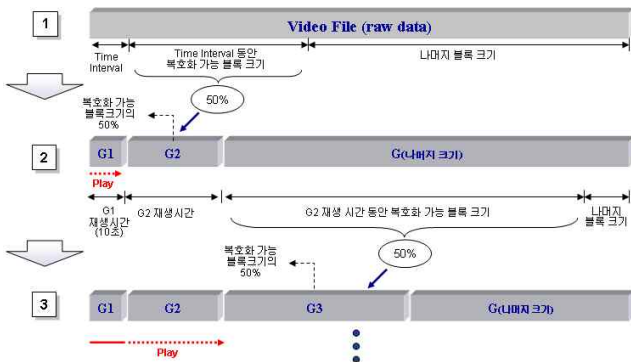 1
Video File (raw data)
Time
Interval
Time Interval 동안
복호화 가능 블록 크기
나머지 블록 크기
복호화 가능
블록크기의
50%
50%
2
G1
G2
G(나머지 크기)
Play
G1
재생시간
(10초)
G2 재생시간
G2 재생 시간 동안 복호화 가능 블록 크기
나머지
블록 크기
복호화 가능
블록크기의
50%
50%
3
G1
G2
G3
G(나머지 크기)
Play